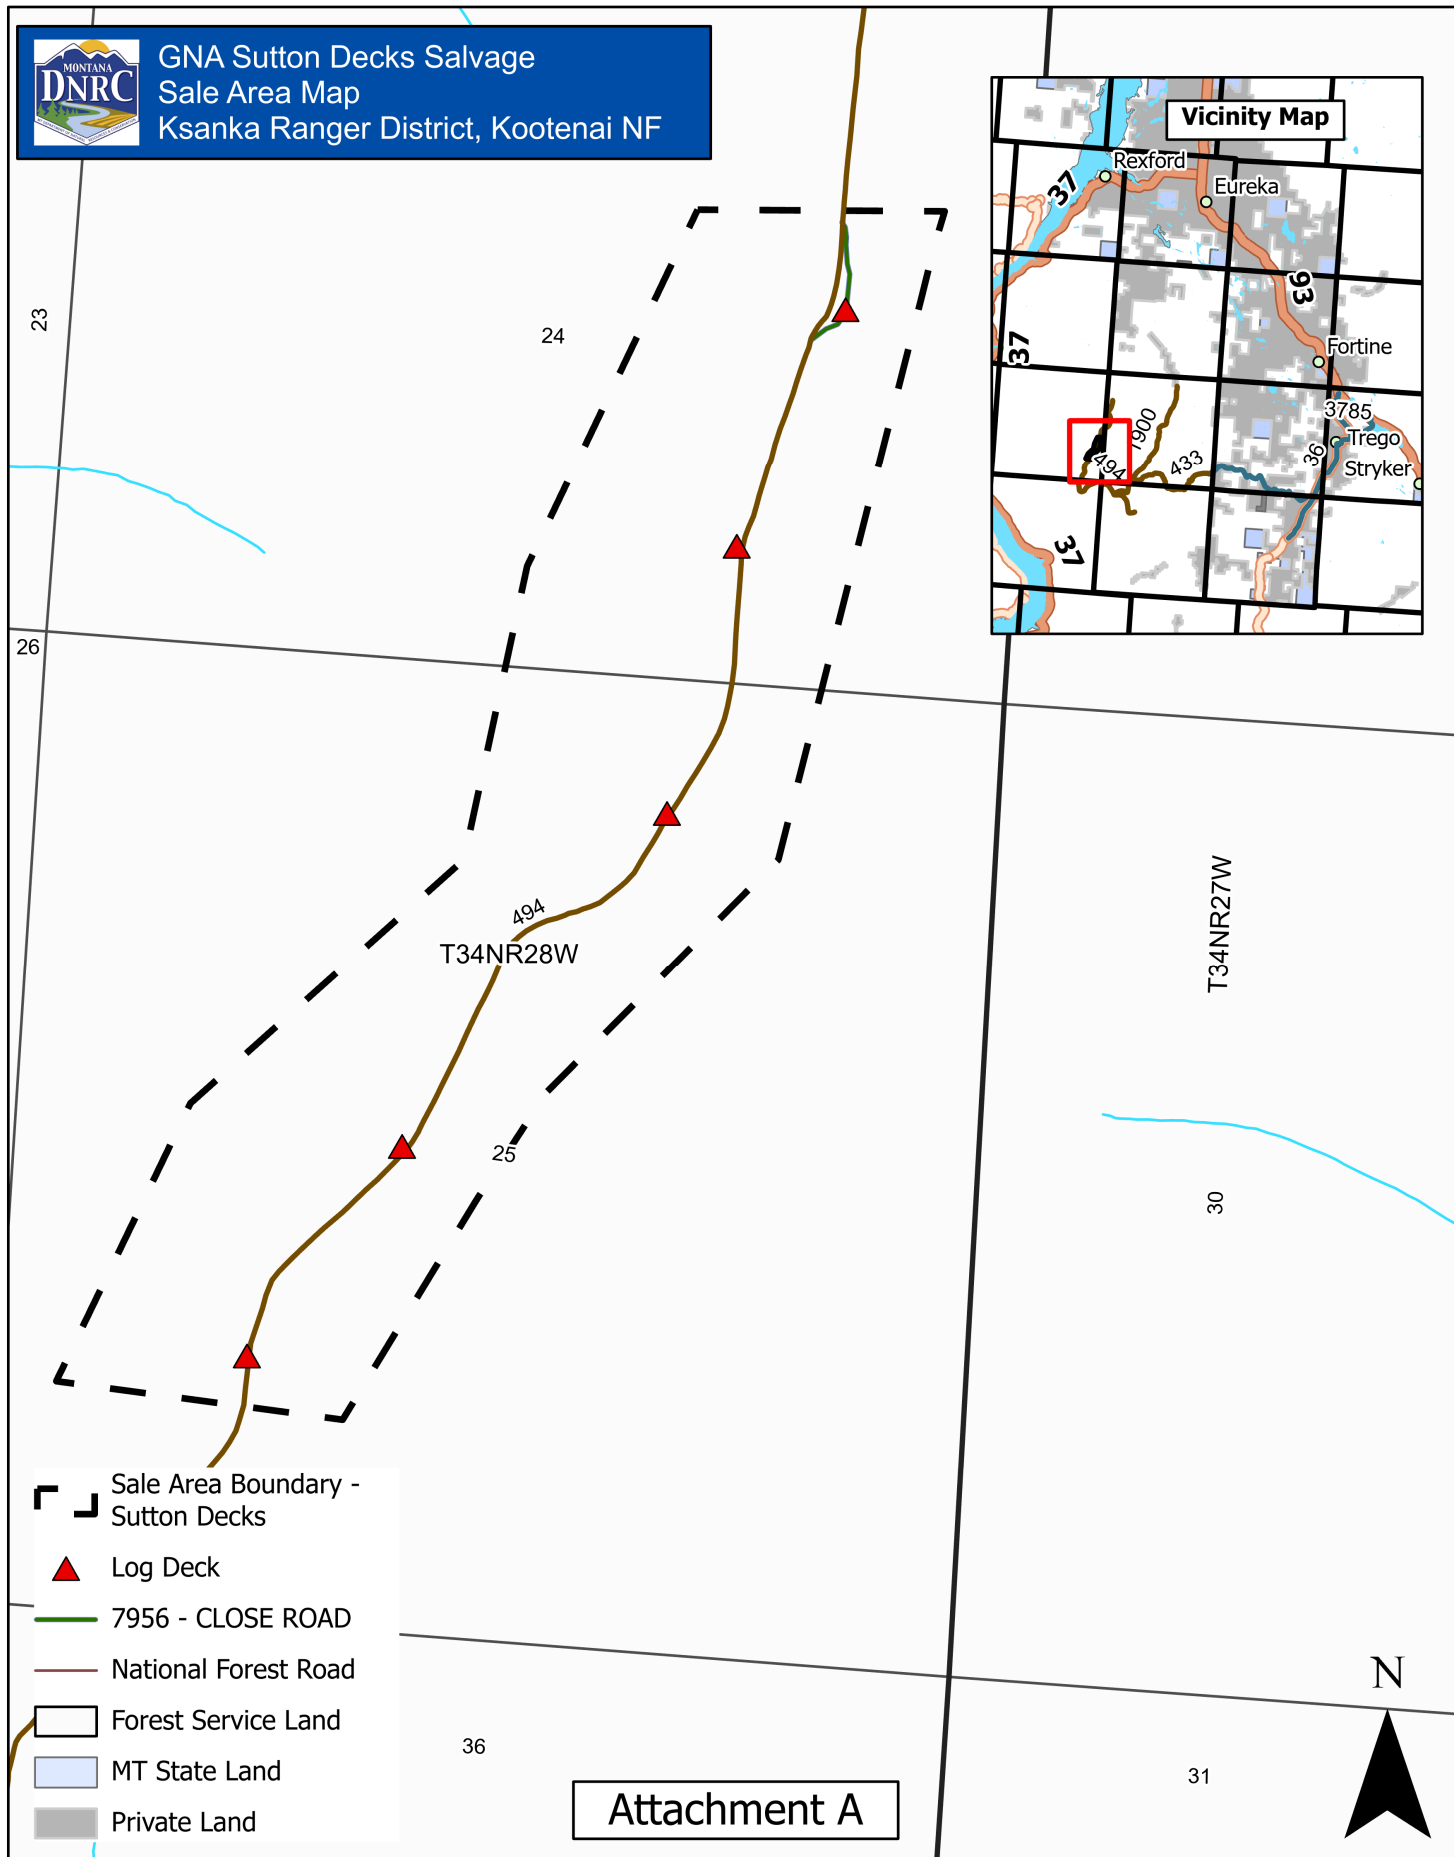 MONTANA
DNRC
GNA Sutton Decks Salvage
Sale Area Map
Ksanka Ranger District, Kootenai NF
Vicinity Map
Rexford
37
Eureka
93
37
Fortine
3785
1900
Trego
36
494
433
Stryker
37
23
24
26
494
T34NR28W
T34NR27W
25
30
Sale Area Boundary -
Sutton Decks
Log Deck
7956 - CLOSE ROAD
National Forest Road
Forest Service Land
MT State Land
Private Land
36
31
N
Attachment A